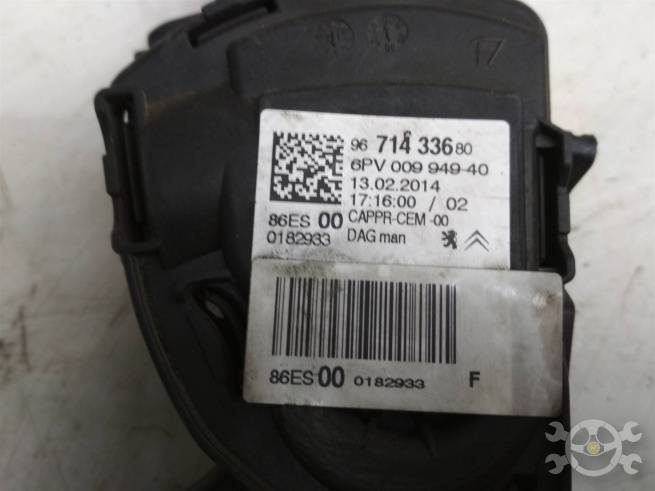 17
96 714 336 80
6PV 009 949-40
13.02.2014
17:16:00 / 02
86ES 00 CAPPR-CEM -00
0182933 DAG man
86ES 00 0182933 F